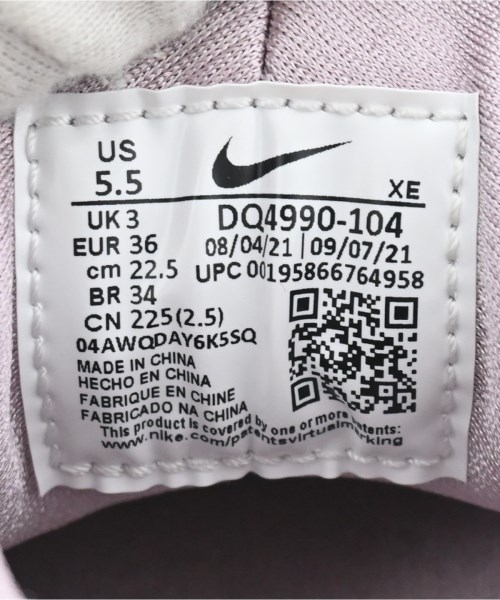 US
5.5
XE
UK 3
EUR 36
cm 22.5
BR 34
CN 225(2.5)
DQ4990-104
08/04/21 | 09/07/21
UPC 00195866764958
04AWQDAY6K5SQ
MADE IN CHINA
HECHO EN CHINA
FABRIQUE EN CHINE
FABRICADO NA CHINA
This product is covered by one or more patents:
www.nike.com/patentsvirtualmarking